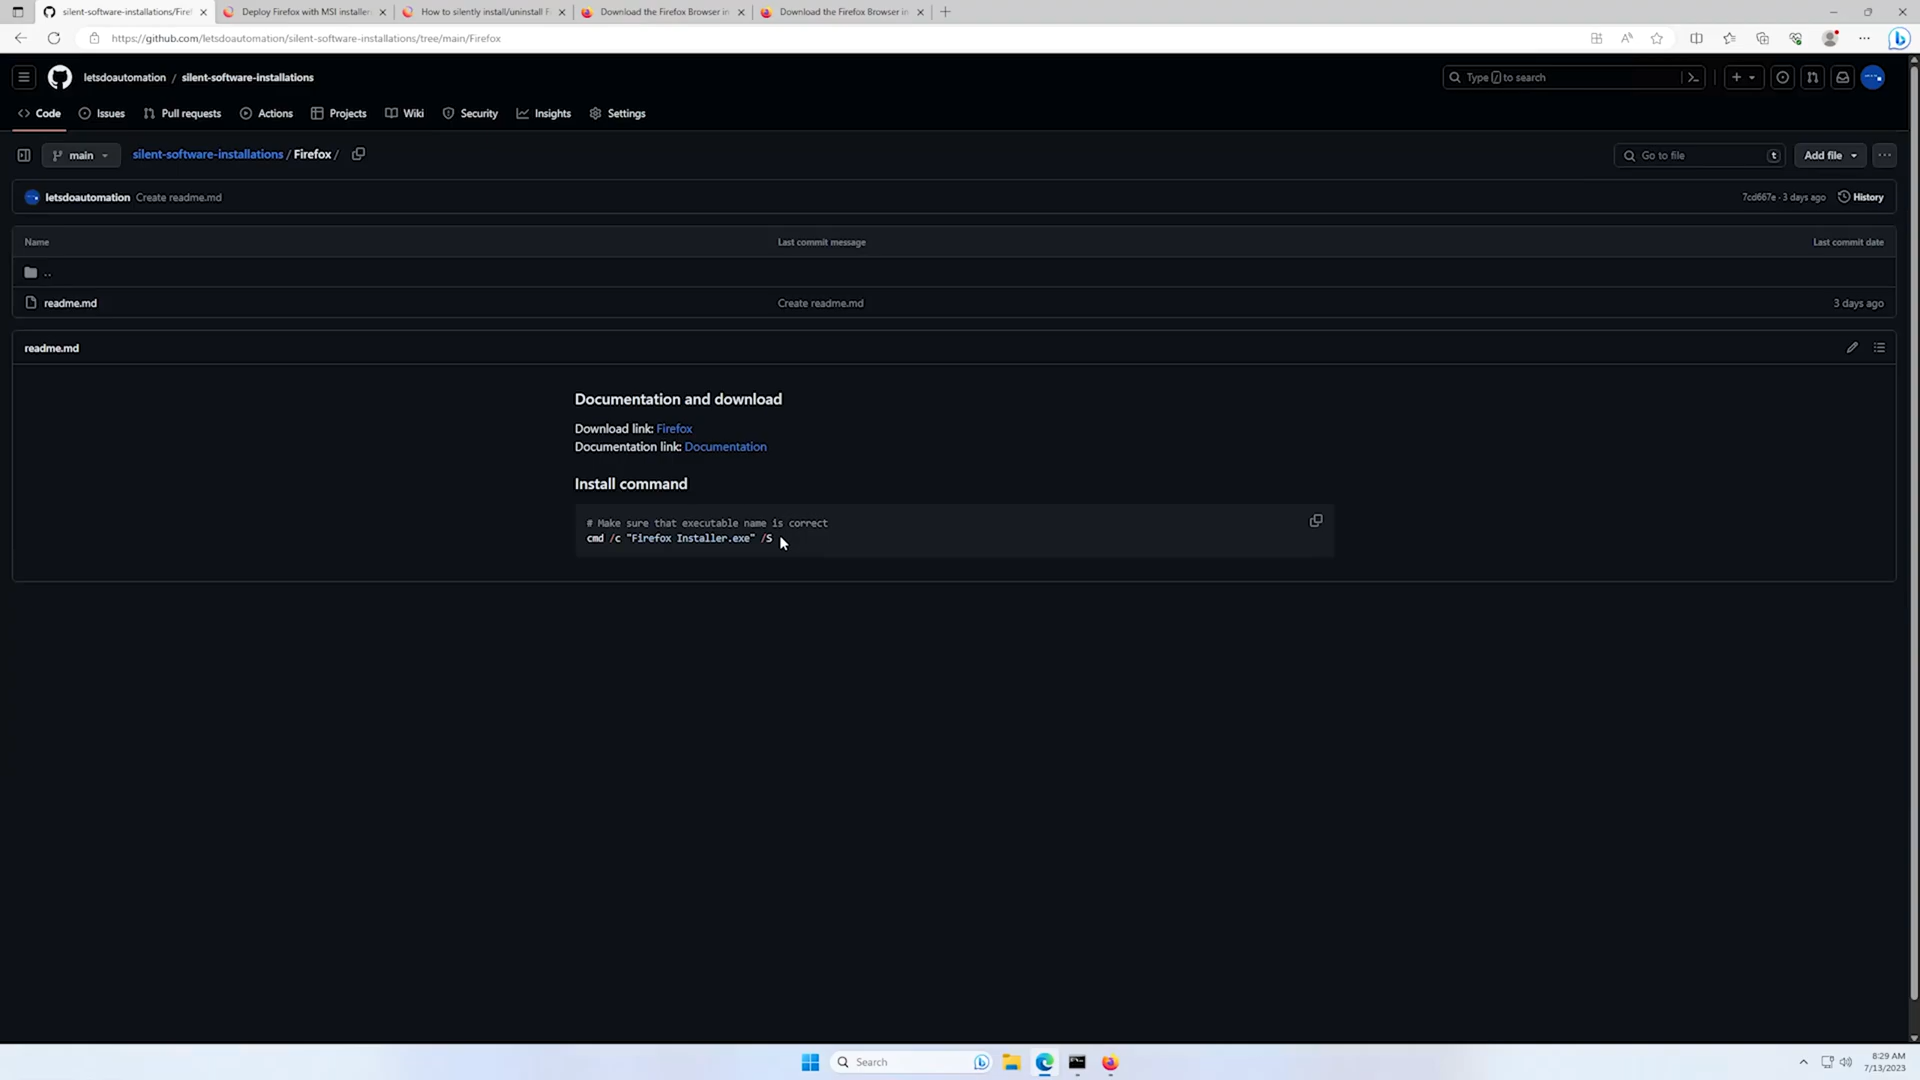 silent-software-installations/Firef
Deploy Firefox with MSI installers
How to silently install/uninstall F
Download the Firefox Browser in
Download the Firefox Browser in
https://github.com/letsdoautomation/silent-software-installations/tree/main/Firefox
letsdoautomation / silent-software-installations
Type / to search
Code
Issues
Pull requests
Actions
Projects
Wiki
Security
Insights
Settings
main
silent-software-installations / Firefox /
Go to file
t
Add file
letsdoautomation Create readme.md
7cd667e · 3 days ago
History
Name
Last commit message
Last commit date
..
readme.md
Create readme.md
3 days ago
readme.md
Documentation and download
Download link: Firefox
Documentation link: Documentation
Install command
# Make sure that executable name is correct
cmd /c "Firefox Installer.exe" /S
Search
8:29 AM
7/13/2023